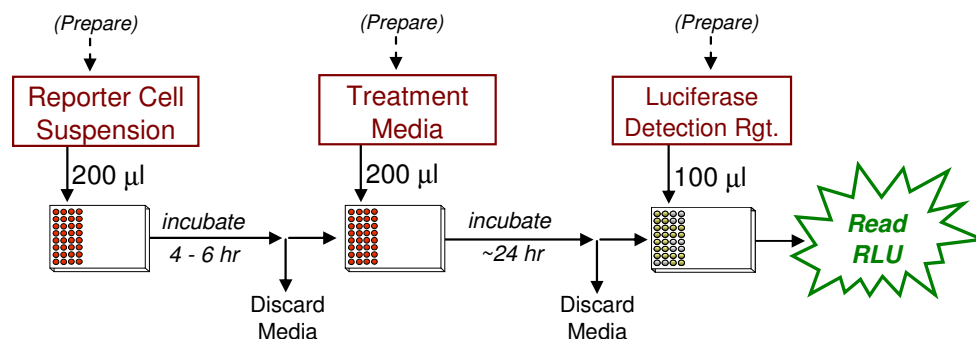 (Prepare)
(Prepare)
(Prepare)
Reporter Cell
Suspension
Treatment
Media
Luciferase
Detection Rgt.
200 µl
200 µl
100 µl
incubate
4 - 6 hr
incubate
~24 hr
Read
RLU
Discard
Media
Discard
Media